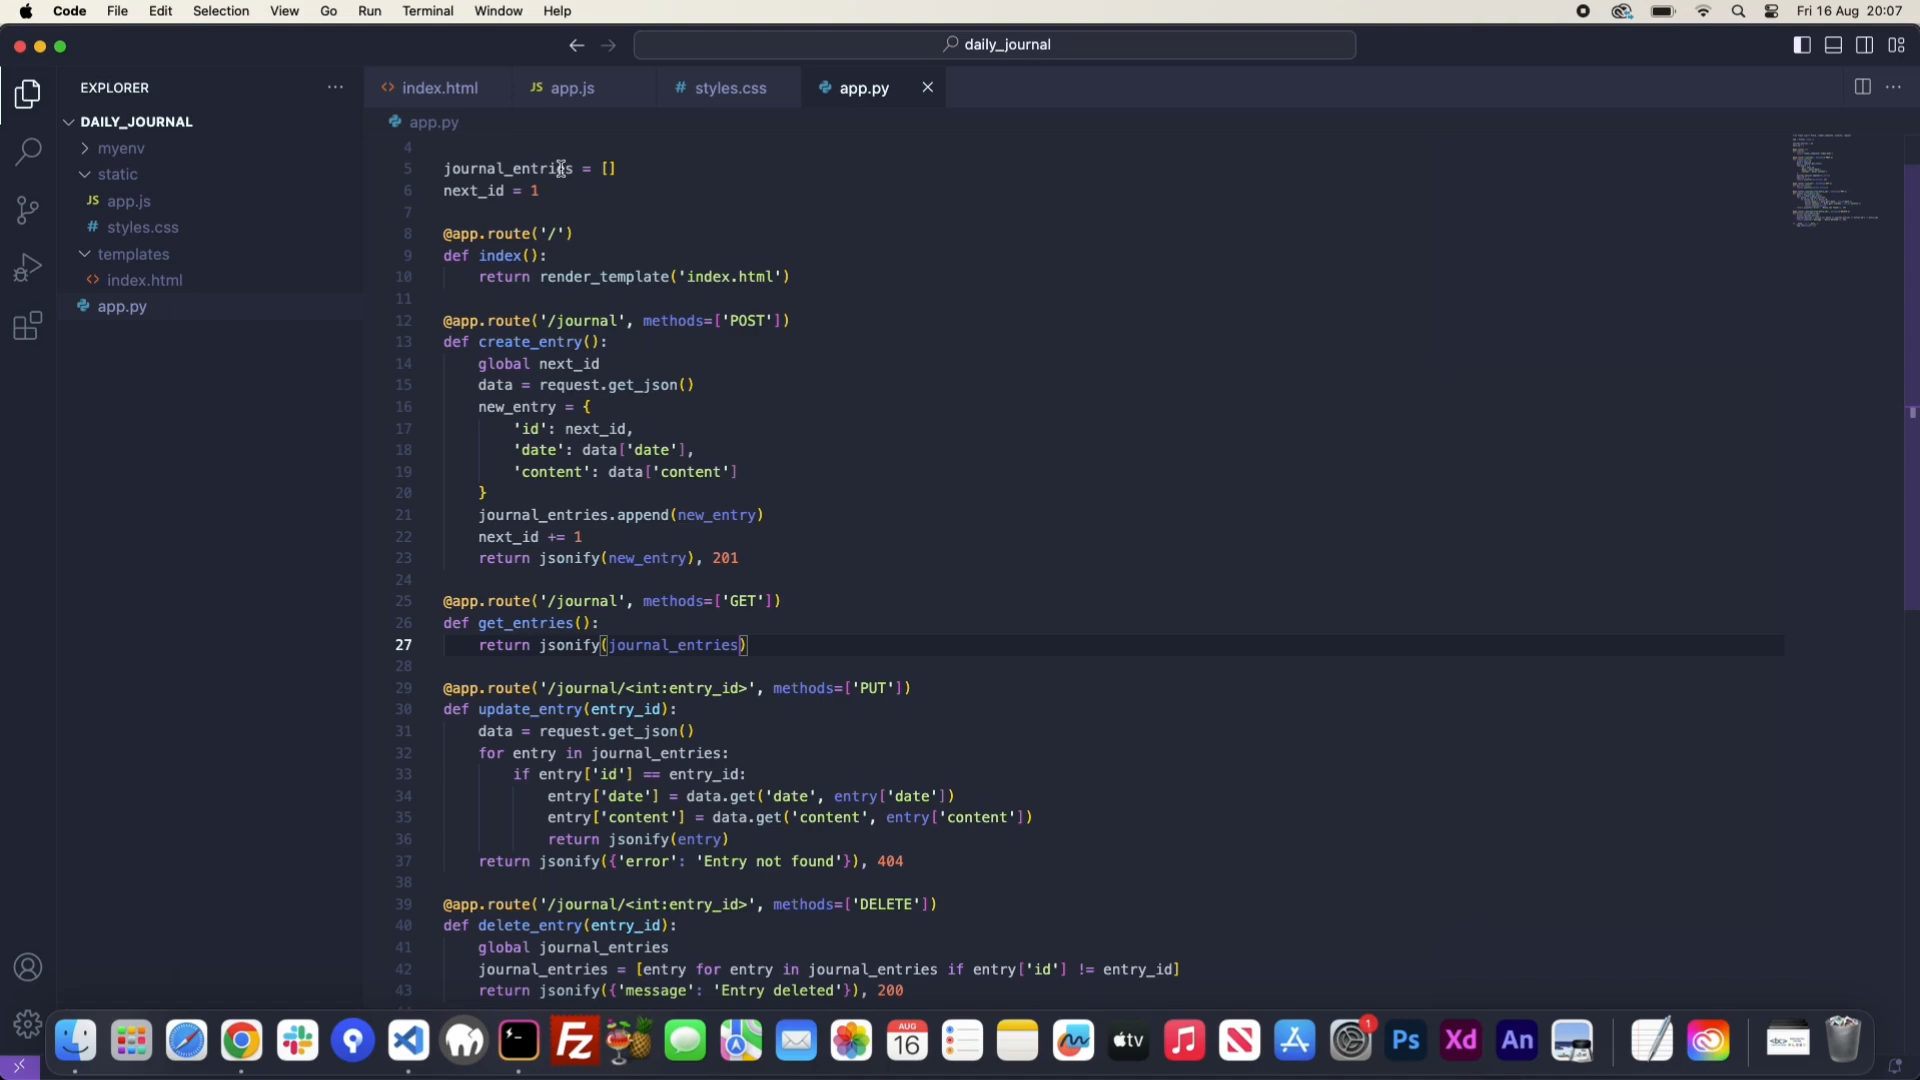 Code File Edit Selection View Go Run Terminal Window Help Fri 16 Aug 20:07
daily_journal
EXPLORER
DAILY_JOURNAL
myenv
static
JS app.js
# styles.css
templates
<> index.html
app.py
<> index.html JS app.js # styles.css app.py
app.py
4
5 journal_entries = []
6 next_id = 1
7
8 @app.route('/')
9 def index():
10 return render_template('index.html')
11
12 @app.route('/journal', methods=['POST'])
13 def create_entry():
14 global next_id
15 data = request.get_json()
16 new_entry = {
17 'id': next_id,
18 'date': data['date'],
19 'content': data['content']
20 }
21 journal_entries.append(new_entry)
22 next_id += 1
23 return jsonify(new_entry), 201
24
25 @app.route('/journal', methods=['GET'])
26 def get_entries():
27 return jsonify(journal_entries)
28
29 @app.route('/journal/<int:entry_id>', methods=['PUT'])
30 def update_entry(entry_id):
31 data = request.get_json()
32 for entry in journal_entries:
33 if entry['id'] == entry_id:
34 entry['date'] = data.get('date', entry['date'])
35 entry['content'] = data.get('content', entry['content'])
36 return jsonify(entry)
37 return jsonify({'error': 'Entry not found'}), 404
38
39 @app.route('/journal/<int:entry_id>', methods=['DELETE'])
40 def delete_entry(entry_id):
41 global journal_entries
42 journal_entries = [entry for entry in journal_entries if entry['id'] != entry_id]
43 return jsonify({'message': 'Entry deleted'}), 200
AUG
16
tv
1
Ps
Xd
An